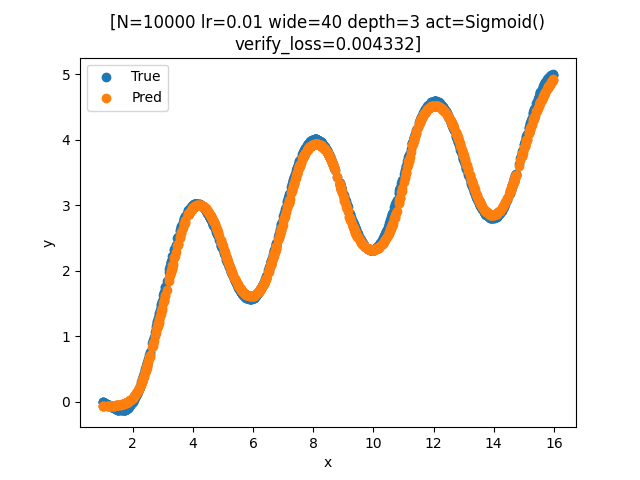 [N=10000 lr=0.01 wide=40 depth=3 act=Sigmoid()
verify_loss=0.004332]
True
Pred
5
4
3
2
1
0
y
2 4 6 8 10 12 14 16
x